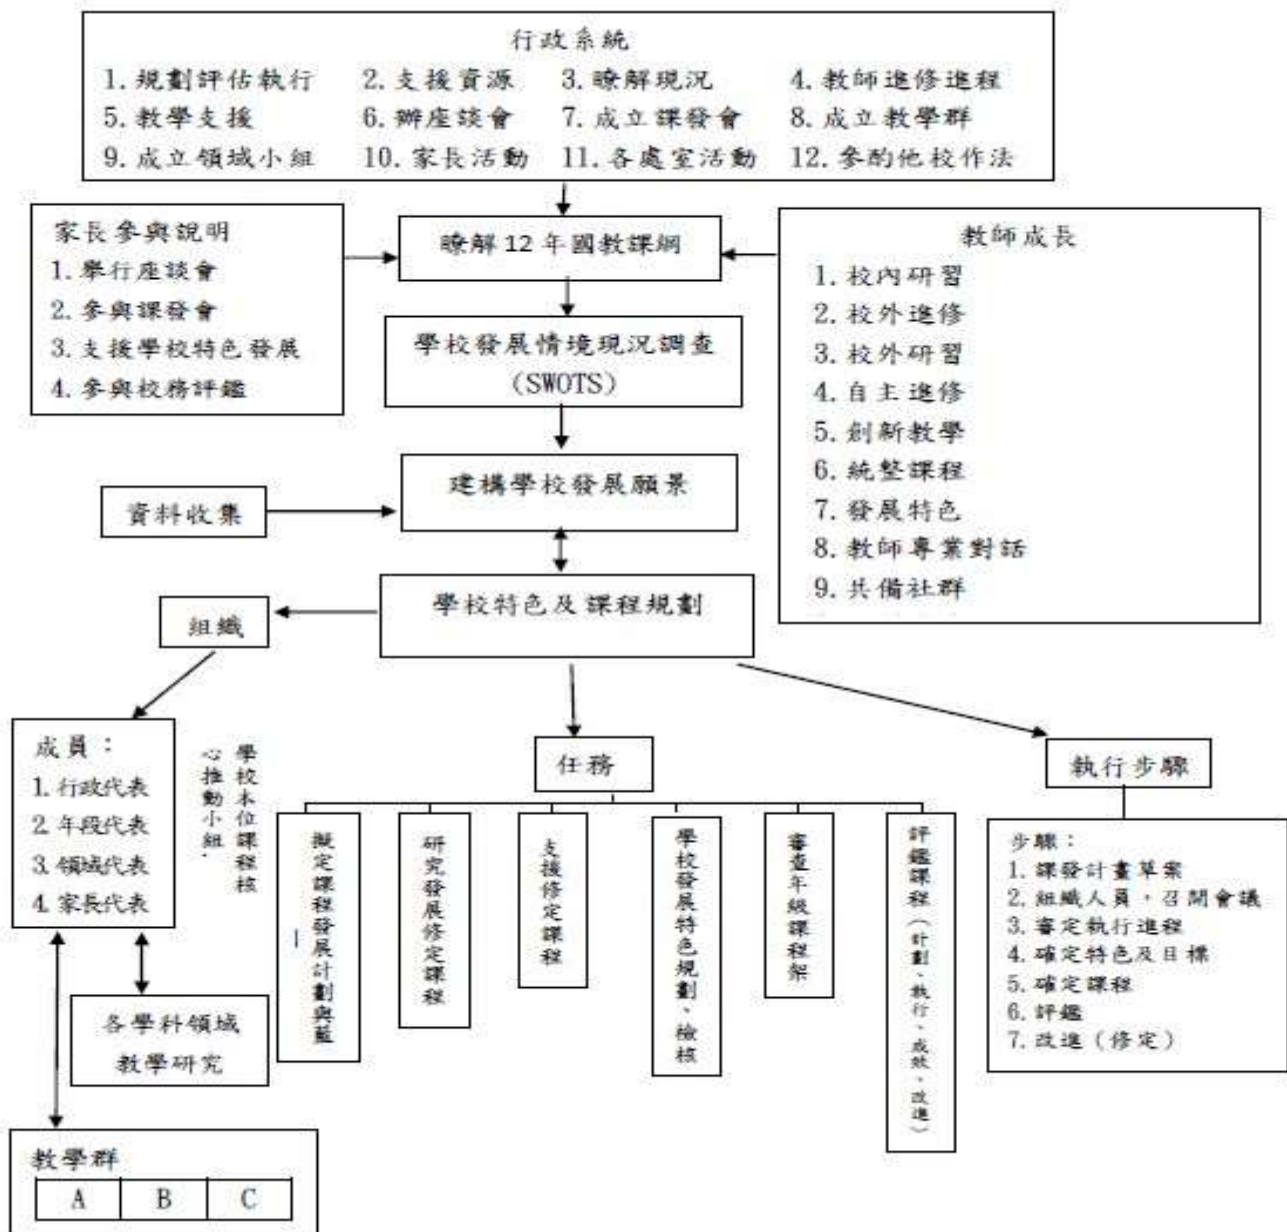 行政系統
1. 規劃評估執行 2. 支援資源 3. 瞭解現況 4. 教師進修進程
5. 教學支援 6. 辦座談會 7. 成立課發會 8. 成立教學群
9. 成立領域小組 10. 家長活動 11. 各處室活動 12. 參酌他校作法
家長參與說明
1. 舉行座談會
2. 參與課發會
3. 支援學校特色發展
4. 參與校務評鑑
瞭解 12 年國教課綱
教師成長
1. 校內研習
2. 校外進修
3. 校外研習
4. 自主進修
5. 創新教學
6. 統整課程
7. 發展特色
8. 教師專業對話
9. 共備社群
學校發展情境現況調查
(SWOTS)
建構學校發展願景
資料收集
學校特色及課程規劃
組織
成員：
1. 行政代表
2. 年段代表
3. 領域代表
4. 家長代表
學校本位課程核
心推動小組.
任務
執行步驟
擬定課程發展計劃與藍
研究發展修定課程
支援修定課程
學校發展特色規劃、檢核
審查年級課程架
評鑑課程（計劃、執行、成效、改進）
步驟：
1. 課發計畫草案
2. 組織人員，召開會議
3. 審定執行進程
4. 確定特色及目標
5. 確定課程
6. 評鑑
7. 改進（修定）
各學科領域
教學研究
教學群
A B C